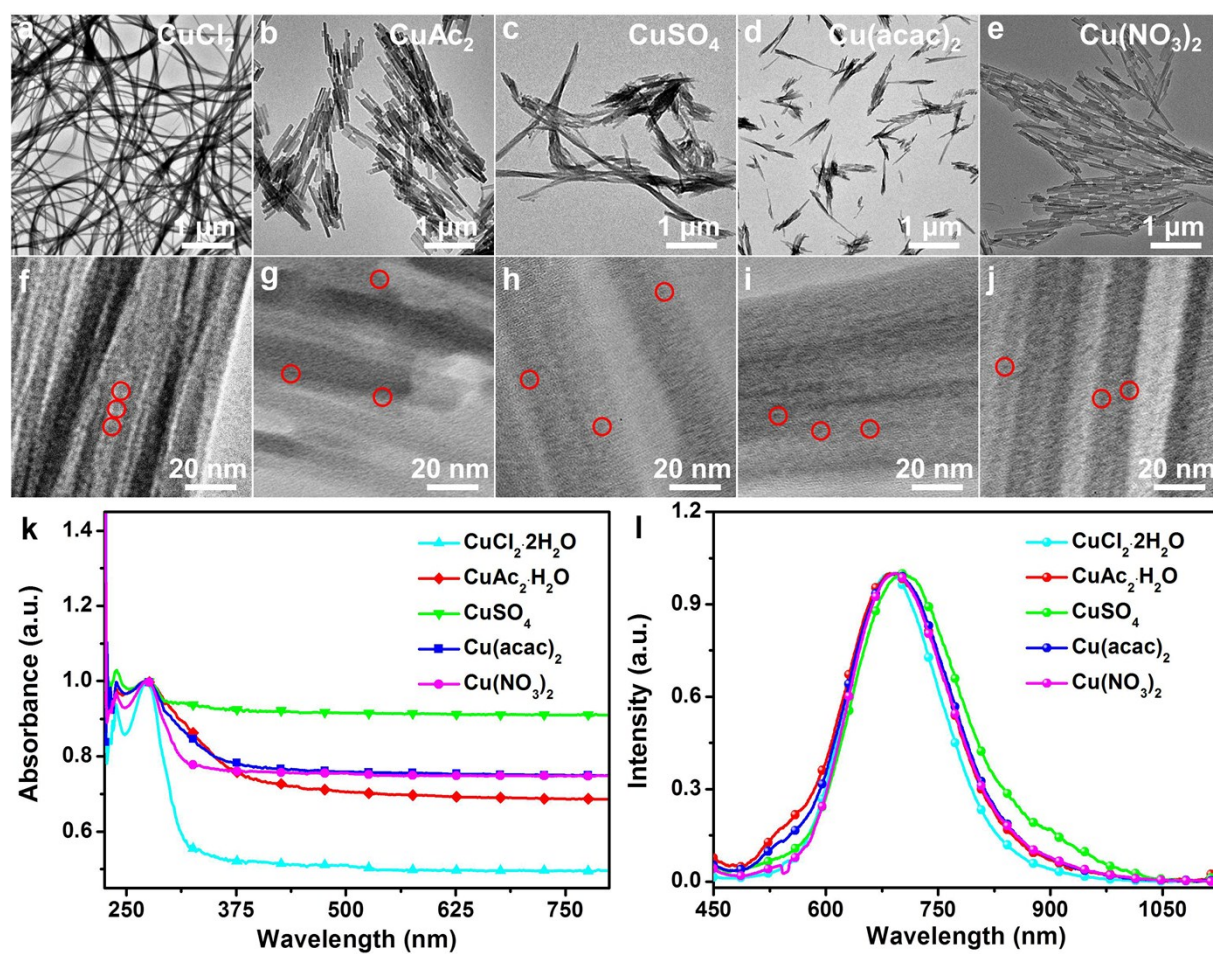 a CuCl₂ b CuAc₂ c CuSO₄ d Cu(acac)₂ e Cu(NO₃)₂
1 μm 1 μm 1 μm 1 μm 1 μm
f g h i j
20 nm 20 nm 20 nm 20 nm 20 nm
k
1.4
1.2
1.0
0.8
0.6
Absorbance (a.u.)
CuCl₂·2H₂O
CuAc₂·H₂O
CuSO₄
Cu(acac)₂
Cu(NO₃)₂
250 375 500 625 750
Wavelength (nm)
l
1.2
0.9
0.6
0.3
0.0
Intensity (a.u.)
CuCl₂·2H₂O
CuAc₂·H₂O
CuSO₄
Cu(acac)₂
Cu(NO₃)₂
450 600 750 900 1050
Wavelength (nm)